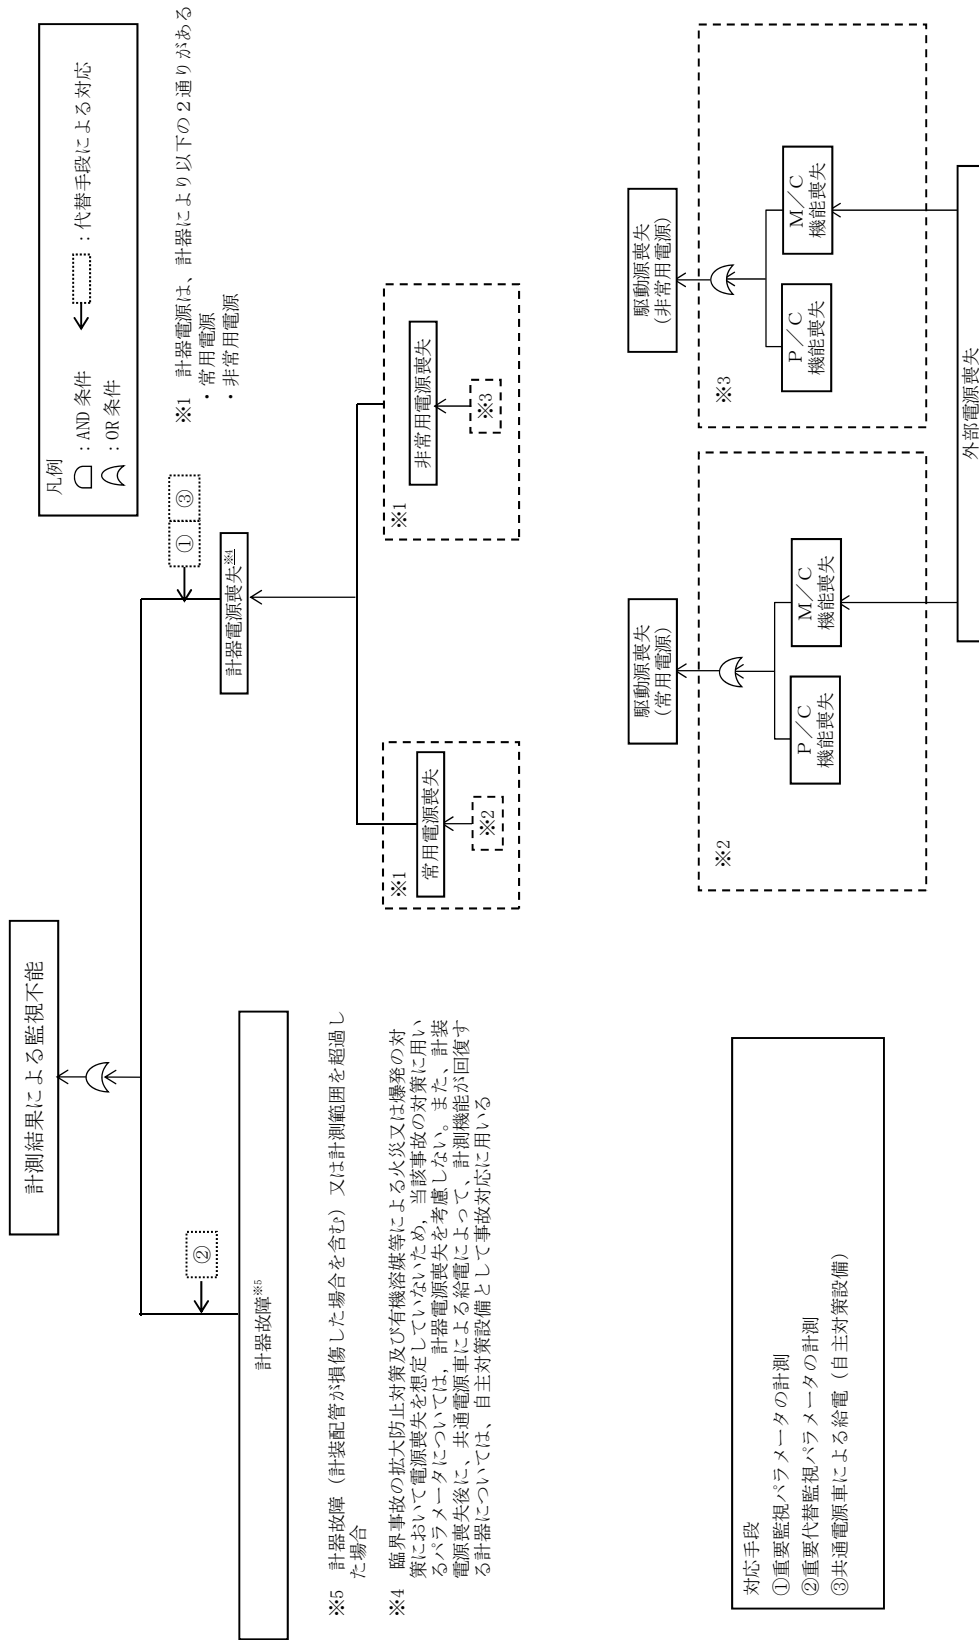 計測結果による監視不能
凡例
：AND 条件
：OR 条件
：代替手段による対応
※1　計器電源は、計器により以下の２通りがある
・常用電源
・非常用電源
②
① ③
計器故障※5
計器電源喪失※4
※1
常用電源喪失
※2
※1
非常用電源喪失
※3
※5　計器故障（計装配管が損傷した場合を含む）又は計測範囲を超過し
た場合
※4　臨界事故の拡大防止対策及び有機溶媒等による火災又は爆発の対
策において電源喪失を想定していないため，当該事故の対策に用い
るパラメータについては，計器電源喪失を考慮しない。また、計装
電源喪失後に、共通電源車による給電によって、計測機能が回復す
る計器については、自主対策設備として事故対応に用いる
駆動源喪失
（常用電源）
駆動源喪失
（非常用電源）
※2
P／C
機能喪失
M／C
機能喪失
※3
P／C
機能喪失
M／C
機能喪失
外部電源喪失
対応手段
①重要監視パラメータの計測
②重要代替監視パラメータの計測
③共通電源車による給電（自主対策設備）